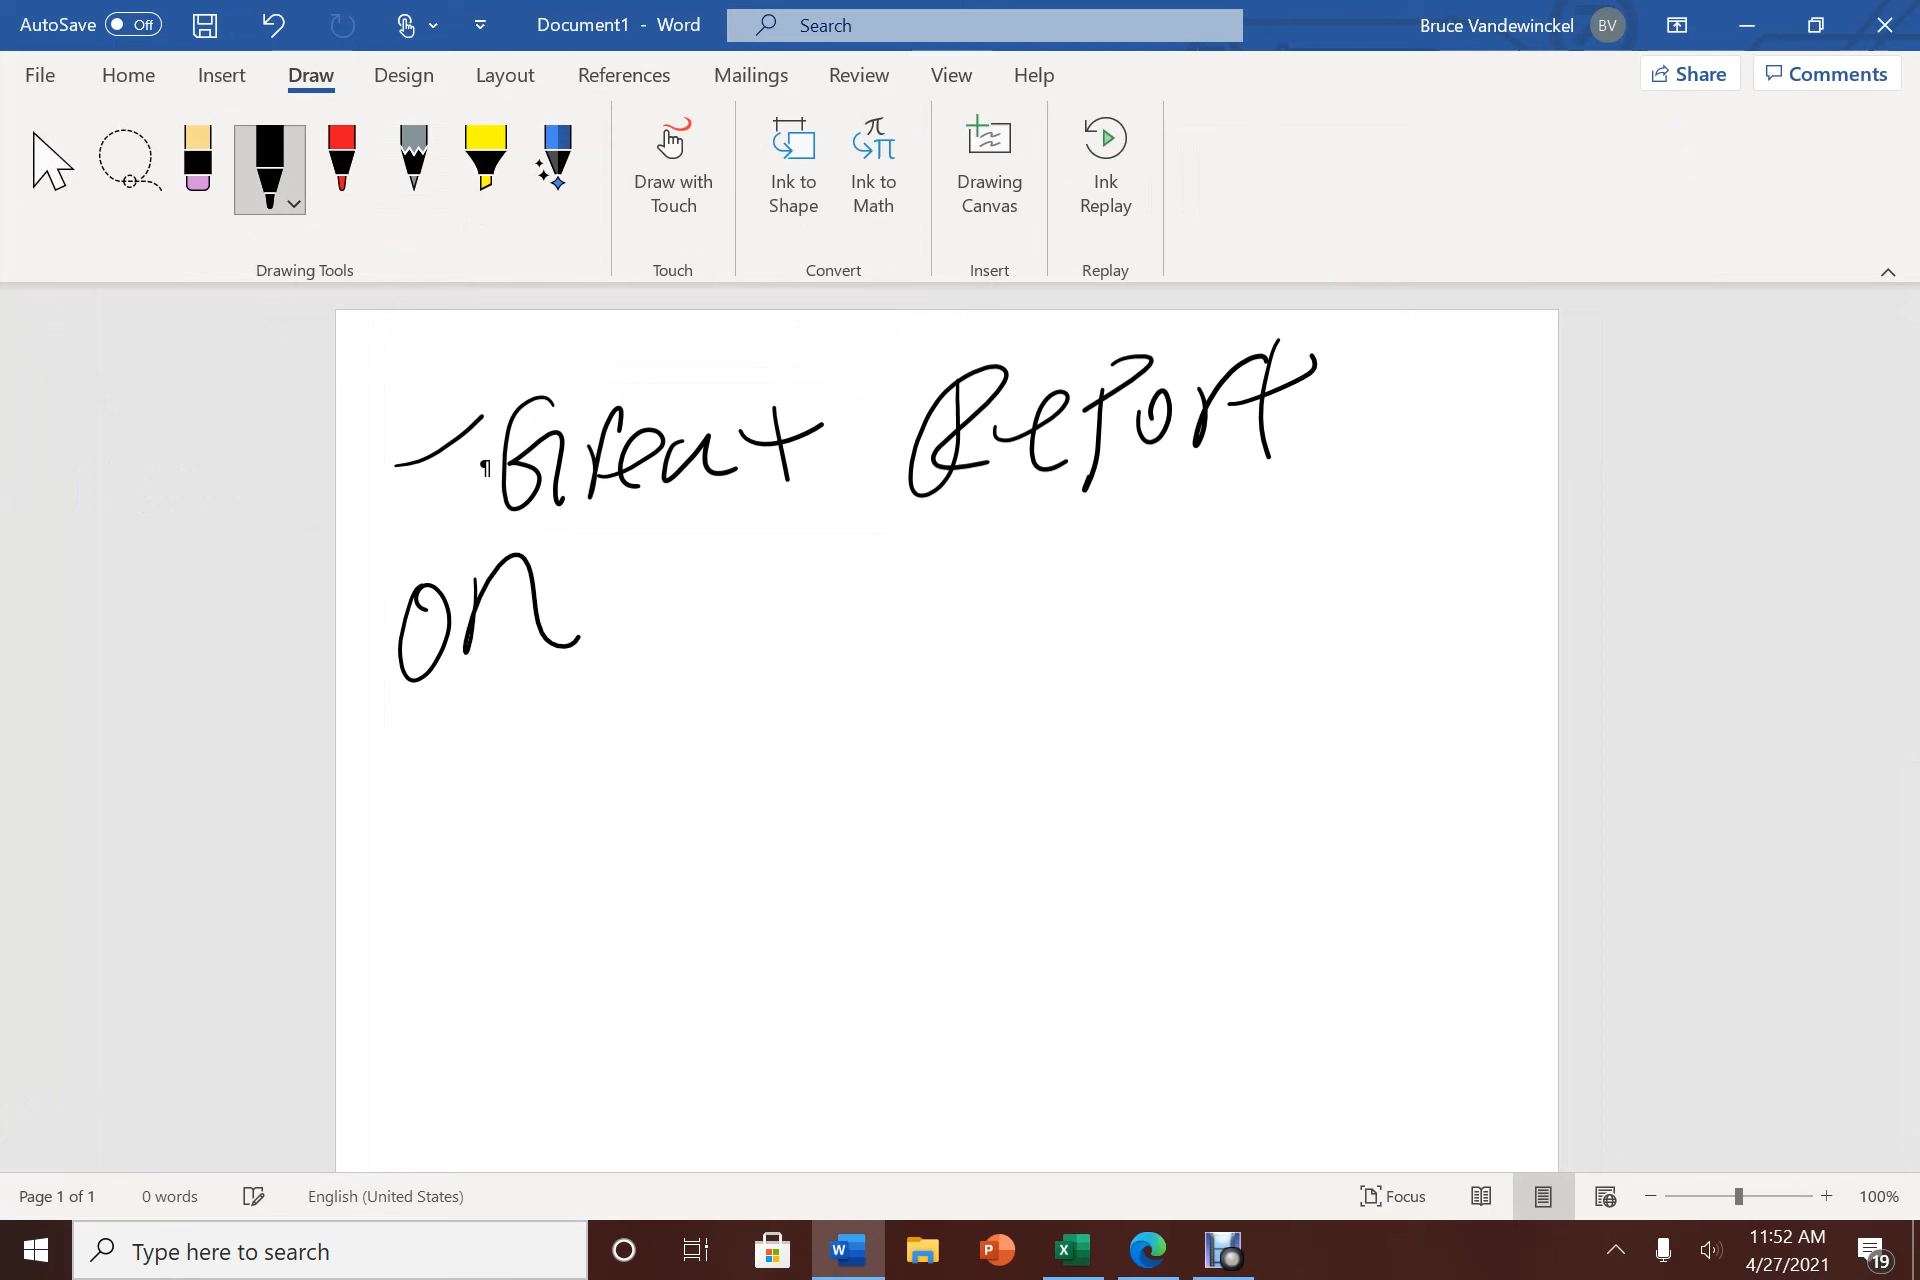 AutoSave Off Document1 - Word Search Bruce Vandewinckel BV
File Home Insert Draw Design Layout References Mailings Review View Help Share Comments
Draw with Touch Ink to Shape Ink to Math Drawing Canvas Ink Replay
Drawing Tools Touch Convert Insert Replay
- Great Report
on
Page 1 of 1 0 words English (United States) Focus 100%
Type here to search 11:52 AM
4/27/2021 19